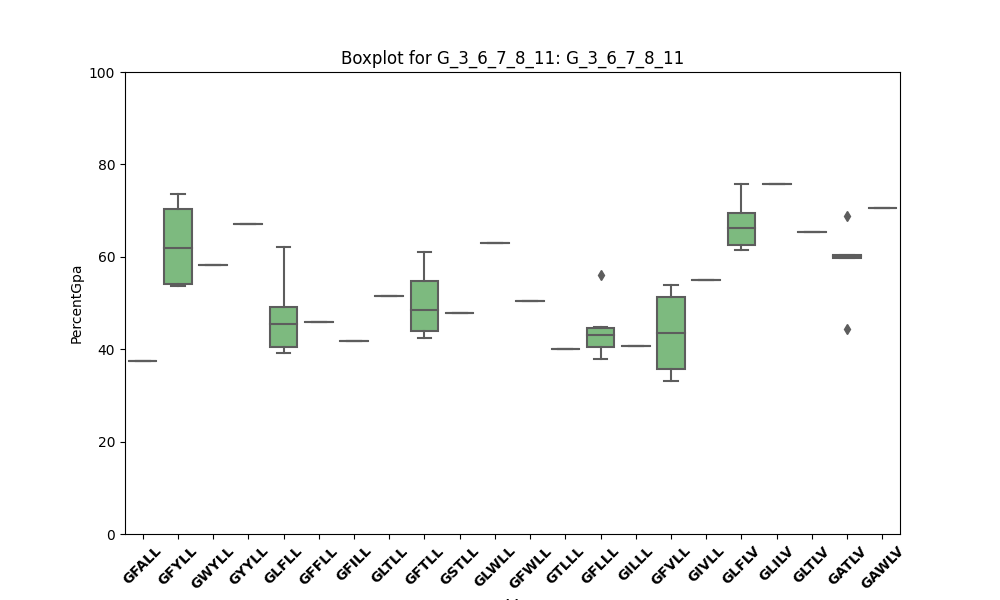 Boxplot for G_3_6_7_8_11: G_3_6_7_8_11
100
80
60
40
20
0
PercentGpa
GFALL GFYLL GWYLL GYYLL GLFLL GFFLL GFILL GLTLL GFTLL GSTLL GLWLL GFWLL GTLLL GFLLL GILLL GFVLL GIVLL GLFLV GLILV GLTLV GATLV GAWLV